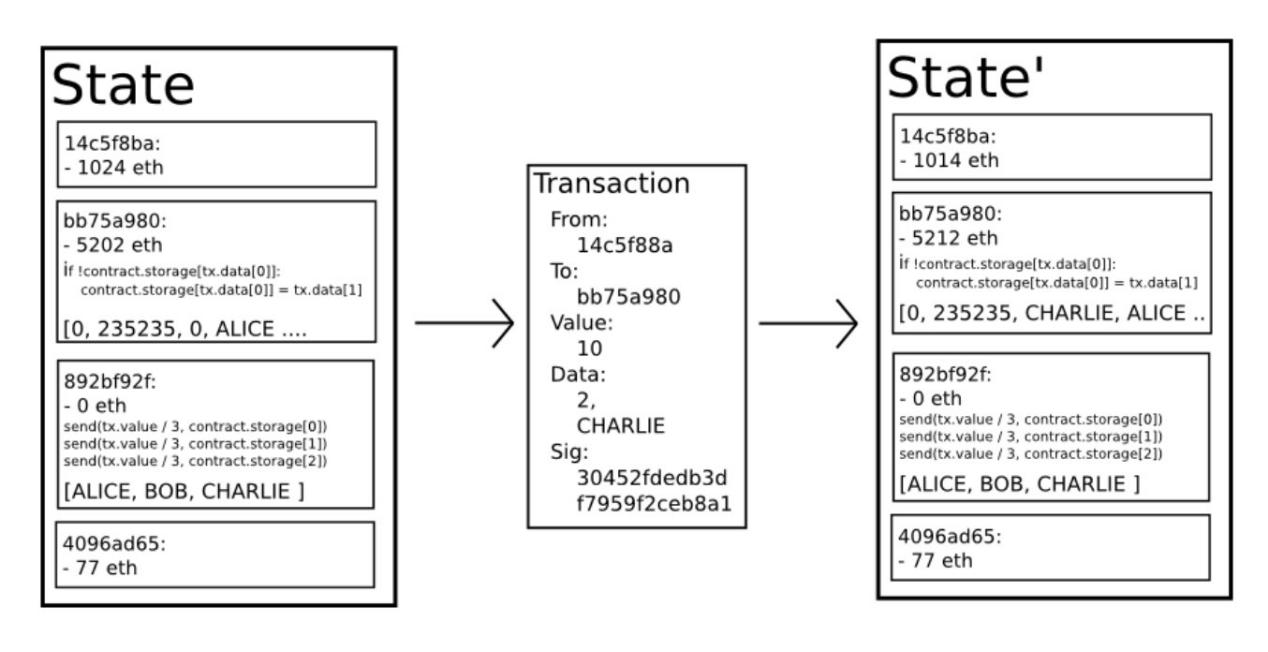 State
14c5f8ba:
- 1024 eth
bb75a980:
- 5202 eth
if !contract.storage[tx.data[0]]:
contract.storage[tx.data[0]] = tx.data[1]
[0, 235235, 0, ALICE ....
892bf92f:
- 0 eth
send(tx.value / 3, contract.storage[0])
send(tx.value / 3, contract.storage[1])
send(tx.value / 3, contract.storage[2])
[ALICE, BOB, CHARLIE ]
4096ad65:
- 77 eth
Transaction
From:
14c5f88a
To:
bb75a980
Value:
10
Data:
2,
CHARLIE
Sig:
30452fdedb3d
f7959f2ceb8a1
State'
14c5f8ba:
- 1014 eth
bb75a980:
- 5212 eth
if !contract.storage[tx.data[0]]:
contract.storage[tx.data[0]] = tx.data[1]
[0, 235235, CHARLIE, ALICE ..
892bf92f:
- 0 eth
send(tx.value / 3, contract.storage[0])
send(tx.value / 3, contract.storage[1])
send(tx.value / 3, contract.storage[2])
[ALICE, BOB, CHARLIE ]
4096ad65:
- 77 eth